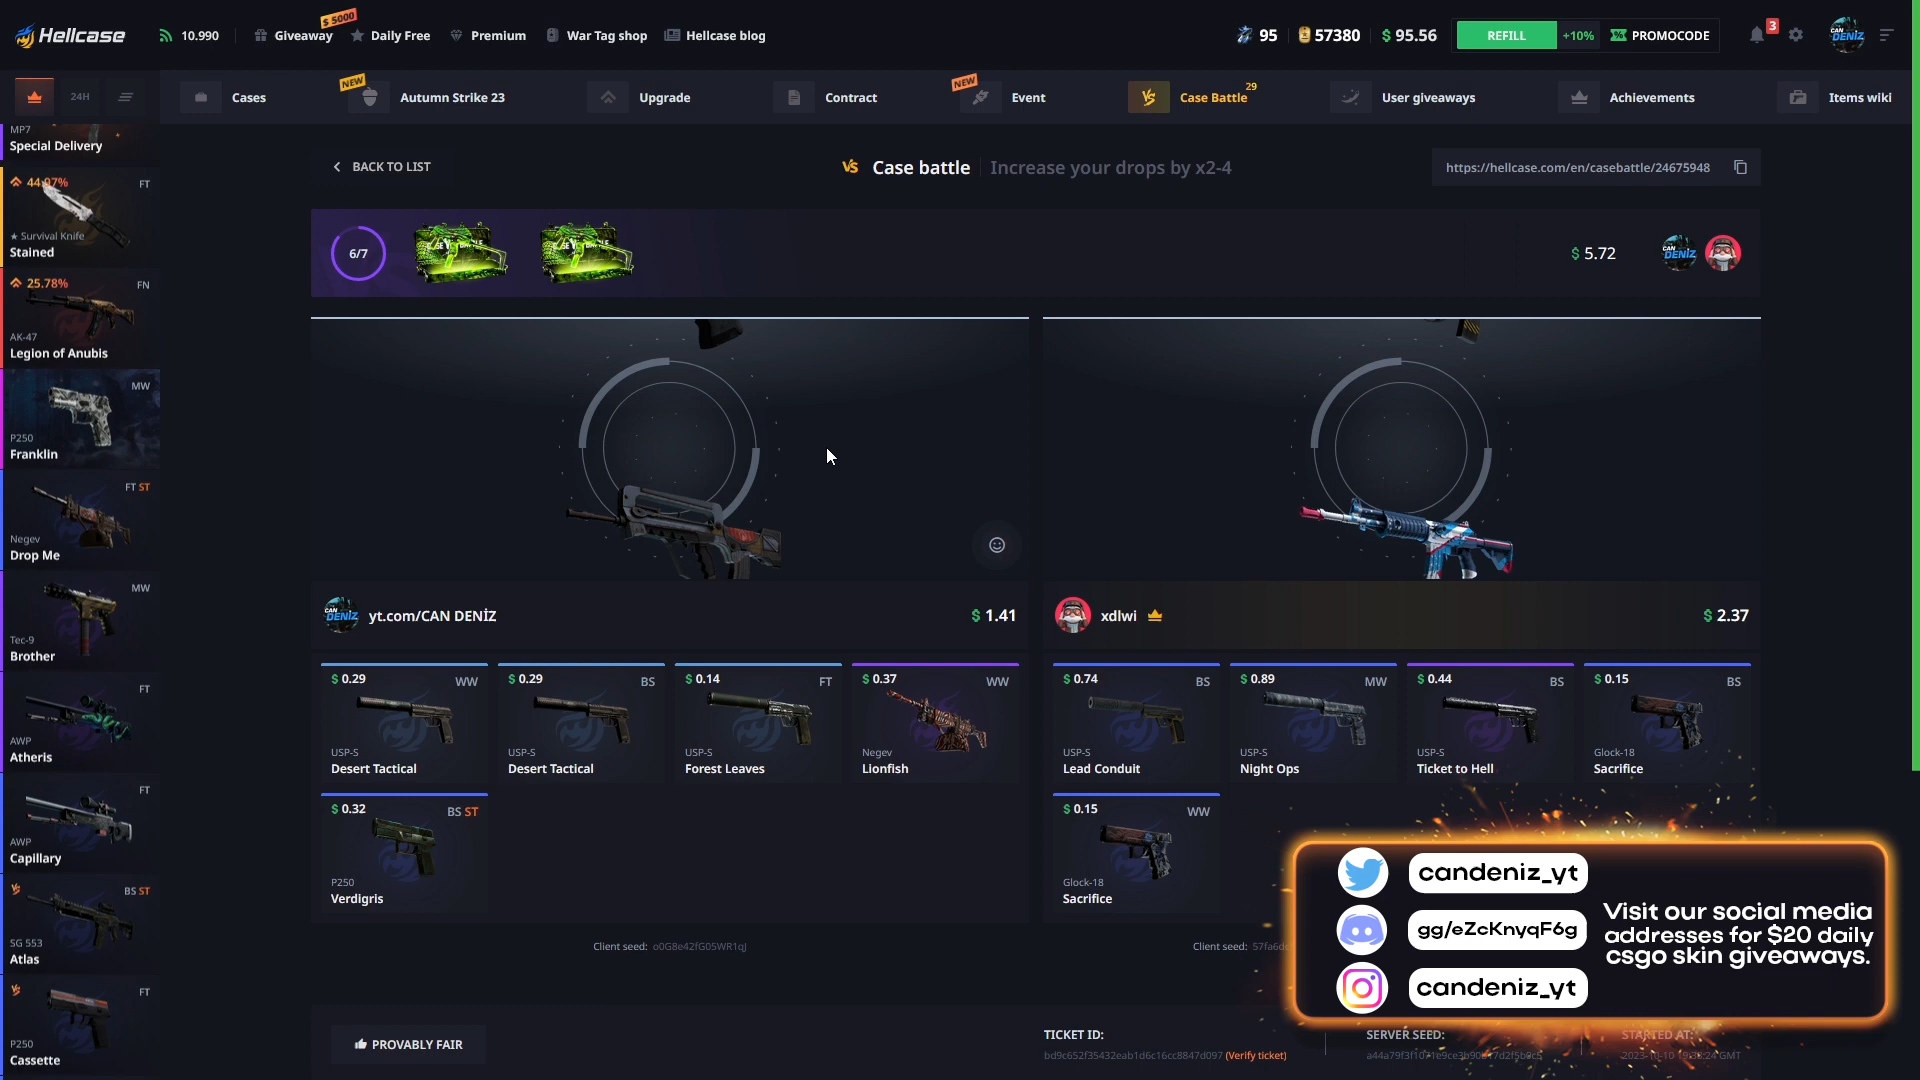 Hellcase
10.990
$ 5000
Giveaway
Daily Free
Premium
War Tag shop
Hellcase blog
95
57380
$ 95.56
REFILL
+10%
PROMOCODE
3
24H
Cases
NEW
Autumn Strike 23
Upgrade
Contract
NEW
Event
Case Battle
29
User giveaways
Achievements
Items wiki
MP7
Special Delivery
44.97%
FT
★ Survival Knife
Stained
25.78%
FN
AK-47
Legion of Anubis
MW
P250
Franklin
FT ST
Negev
Drop Me
MW
Tec-9
Brother
FT
AWP
Atheris
FT
AWP
Capillary
BS ST
SG 553
Atlas
FT
P250
Cassette
BACK TO LIST
VS Case battle
Increase your drops by x2-4
https://hellcase.com/en/casebattle/24675948
6/7
$ 5.72
CAN DENİZ
yt.com/CAN DENİZ
$ 1.41
xdlwi
$ 2.37
$ 0.29
WW
USP-S
Desert Tactical
$ 0.29
BS
USP-S
Desert Tactical
$ 0.14
FT
USP-S
Forest Leaves
$ 0.37
WW
Negev
Lionfish
$ 0.74
BS
USP-S
Lead Conduit
$ 0.89
MW
USP-S
Night Ops
$ 0.44
BS
USP-S
Ticket to Hell
$ 0.15
BS
Glock-18
Sacrifice
$ 0.32
BS ST
P250
Verdigris
$ 0.15
WW
Glock-18
Sacrifice
Client seed: o0G8e42fG05WR1qJ
Client seed:
candeniz_yt
gg/eZcKnyqF6g
candeniz_yt
Visit our social media
addresses for $20 daily
csgo skin giveaways.
PROVABLY FAIR
TICKET ID:
bd9c652f35432eab1d6c16cc8847d097 (Verify ticket)
SERVER SEED:
STARTED AT: